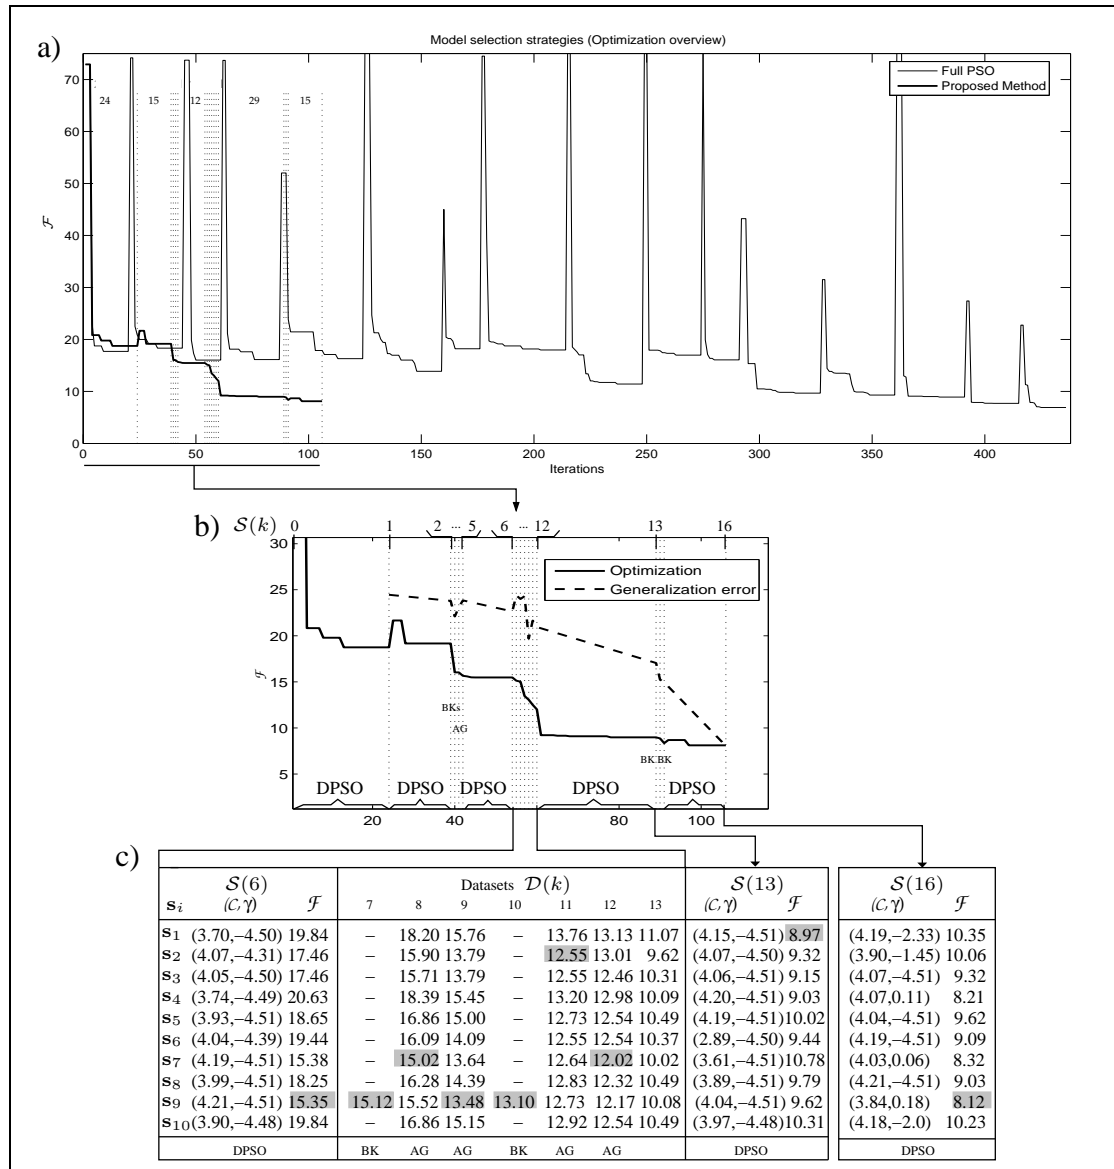 a)
Model selection strategies (Optimization overview)
Full PSO
Proposed Method
24 15 12 29 15
70
60
50
40
30
20
10
0
ℱ
0 50 100 150 200 250 300 350 400
Iterations
b)
S(k) 0 1 2 ... 5 6 ... 12 13 16
Optimization
Generalization error
30
25
20
15
10
5
ℱ
BKs
AG
BK BK
DPSO DPSO DPSO DPSO DPSO
20 40 60 80 100
c)
S(6) Datasets D(k) S(13) S(16)
s_i (C,γ) ℱ 7 8 9 10 11 12 13 (C,γ) ℱ (C,γ) ℱ
s1 (3.70,−4.50) 19.84 – 18.20 15.76 – 13.76 13.13 11.07 (4.15,−4.51) 8.97 (4.19,−2.33) 10.35
s2 (4.07,−4.31) 17.46 – 15.90 13.79 – 12.55 13.01 9.62 (4.07,−4.50) 9.32 (3.90,−1.45) 10.06
s3 (4.05,−4.50) 17.46 – 15.71 13.79 – 12.55 12.46 10.31 (4.06,−4.51) 9.15 (4.07,−4.51) 9.32
s4 (3.74,−4.49) 20.63 – 18.39 15.45 – 13.20 12.98 10.09 (4.20,−4.51) 9.03 (4.07,0.11) 8.21
s5 (3.93,−4.51) 18.65 – 16.86 15.00 – 12.73 12.54 10.49 (4.19,−4.51) 10.02 (4.04,−4.51) 9.62
s6 (4.04,−4.39) 19.44 – 16.09 14.09 – 12.55 12.54 10.37 (2.89,−4.50) 9.44 (4.19,−4.51) 9.09
s7 (4.19,−4.51) 15.38 – 15.02 13.64 – 12.64 12.02 10.02 (3.61,−4.51) 10.78 (4.03,0.06) 8.32
s8 (3.99,−4.51) 18.25 – 16.28 14.39 – 12.83 12.32 10.49 (3.89,−4.51) 9.79 (4.21,−4.51) 9.03
s9 (4.21,−4.51) 15.35 15.12 15.52 13.48 13.10 12.73 12.17 10.08 (4.04,−4.51) 9.62 (3.84,0.18) 8.12
s10 (3.90,−4.48) 19.84 – 16.86 15.15 – 12.92 12.54 10.49 (3.97,−4.48) 10.31 (4.18,−2.0) 10.23
DPSO BK AG AG BK AG AG DPSO DPSO